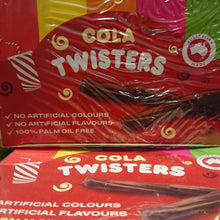 COLA
TWISTERS
✓ NO ARTIFICIAL COLOURS
✓ NO ARTIFICIAL FLAVOURS
✓ 100% PALM OIL FREE
COLA
TWISTERS
ARTIFICIAL COLOURS
ARTIFICIAL FLAVOURS